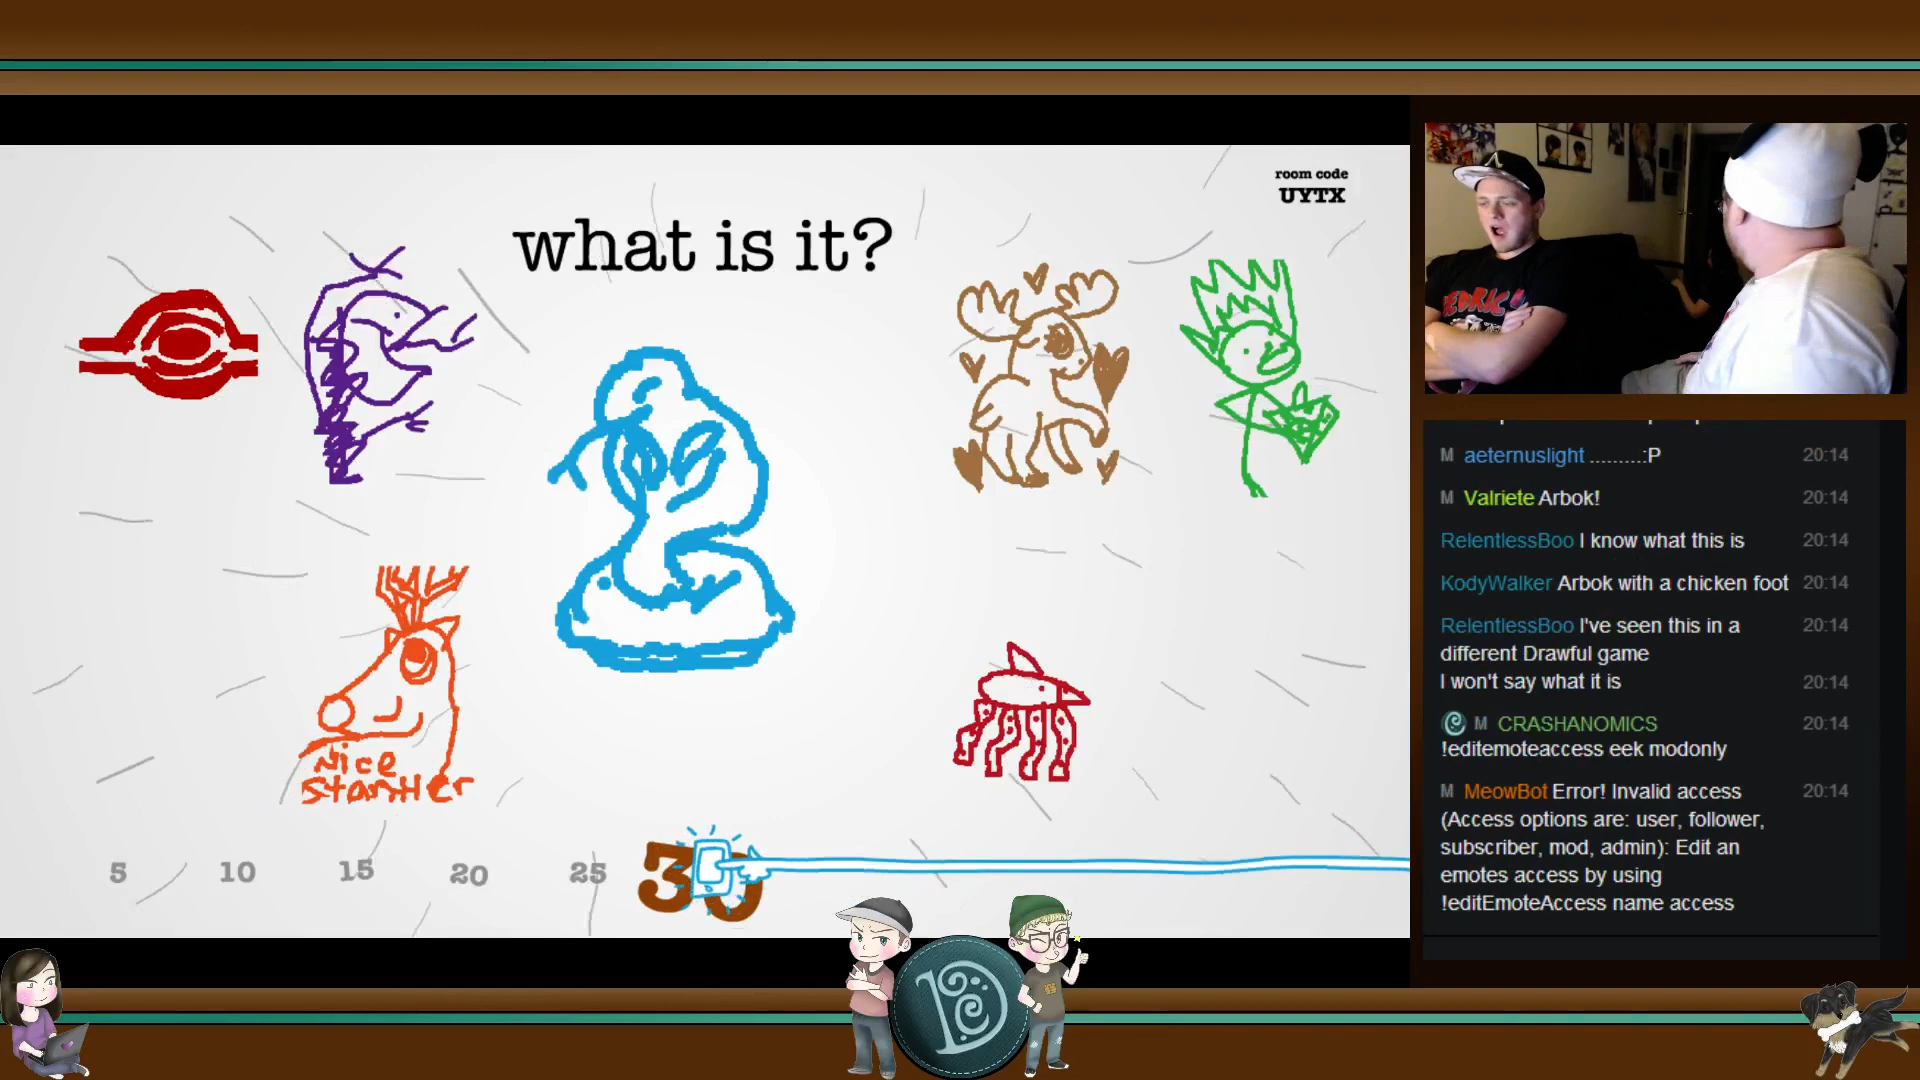 room code
UYTX
what is it?
Nice
StanHer
5 10 15 20 25 30
M aeternuslight .........:P 20:14
M Valriete Arbok! 20:14
RelentlessBoo I know what this is 20:14
KodyWalker Arbok with a chicken foot 20:14
RelentlessBoo I've seen this in a 20:14
different Drawful game
I won't say what it is 20:14
M CRASHANOMICS 20:14
!editemoteaccess eek modonly
M MeowBot Error! Invalid access 20:14
(Access options are: user, follower,
subscriber, mod, admin): Edit an
emotes access by using
!editEmoteAccess name access